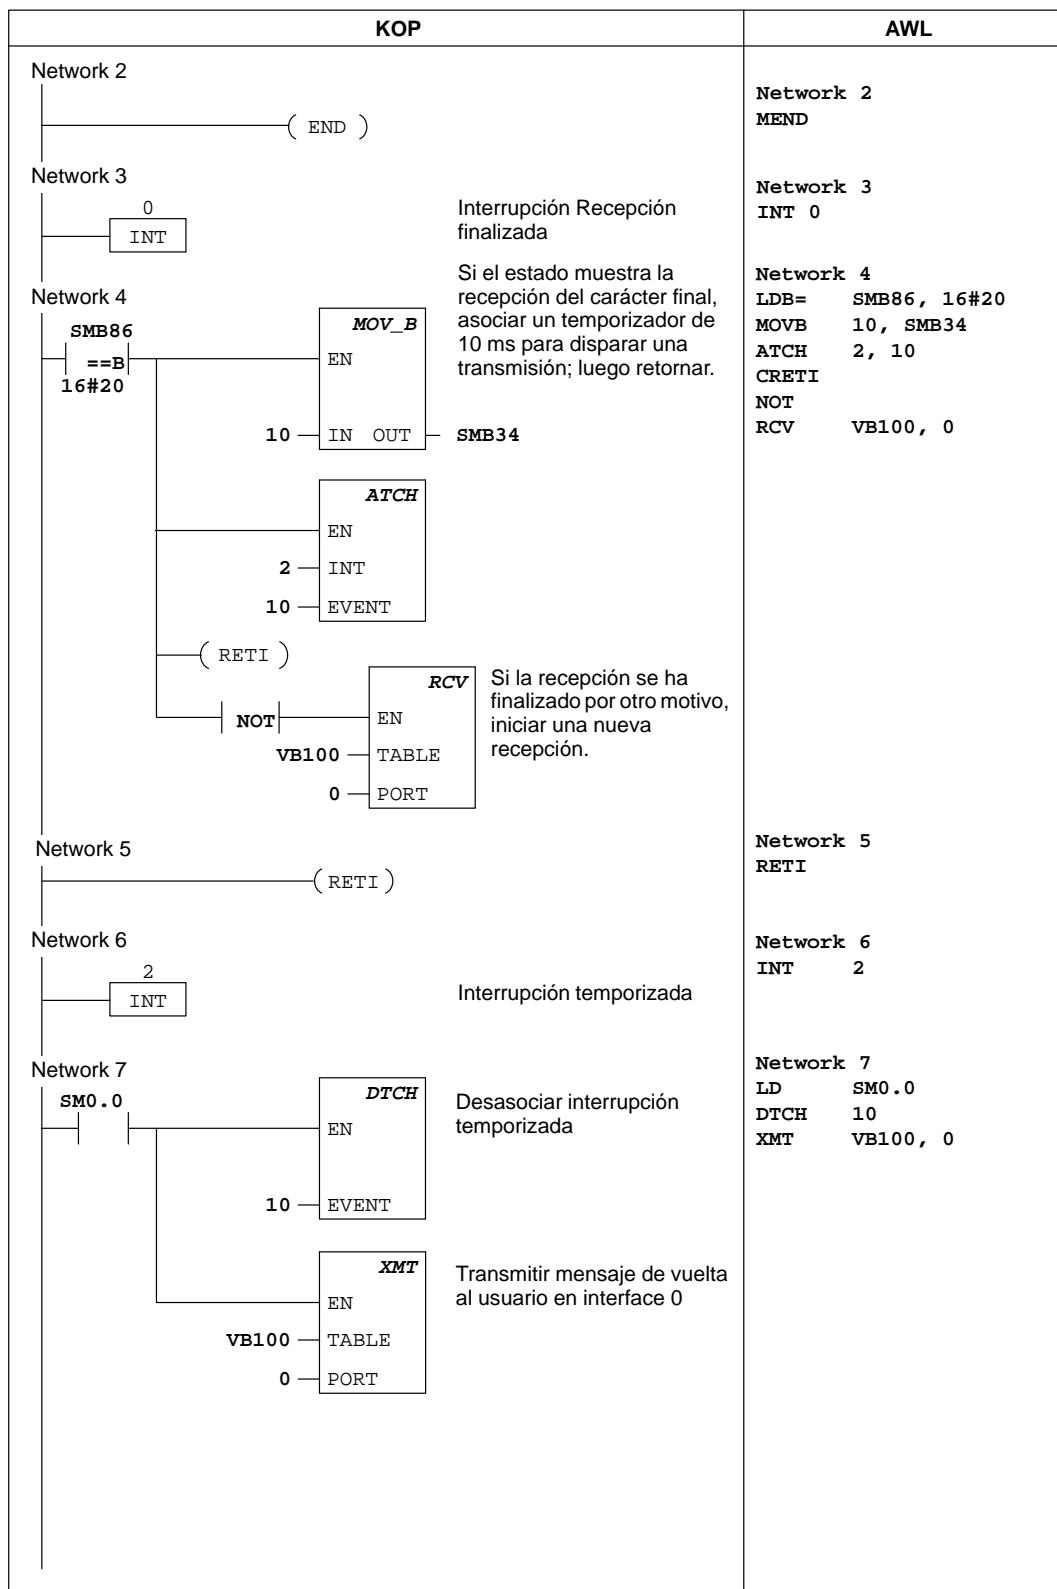 KOP
AWL
Network 2
( END )
Network 2
MEND
Network 3
0
INT
Interrupción Recepción
finalizada
Network 3
INT 0
Network 4
SMB86
==B
16#20
MOV_B
EN
10 IN OUT SMB34
Si el estado muestra la
recepción del carácter final,
asociar un temporizador de
10 ms para disparar una
transmisión; luego retornar.
ATCH
EN
2 INT
10 EVENT
( RETI )
NOT
RCV
EN
VB100 TABLE
0 PORT
Si la recepción se ha
finalizado por otro motivo,
iniciar una nueva
recepción.
Network 4
LDB= SMB86, 16#20
MOVB 10, SMB34
ATCH 2, 10
CRETI
NOT
RCV VB100, 0
Network 5
( RETI )
Network 5
RETI
Network 6
2
INT
Interrupción temporizada
Network 6
INT 2
Network 7
SM0.0
DTCH
EN
10 EVENT
Desasociar interrupción
temporizada
XMT
EN
VB100 TABLE
0 PORT
Transmitir mensaje de vuelta
al usuario en interface 0
Network 7
LD SM0.0
DTCH 10
XMT VB100, 0